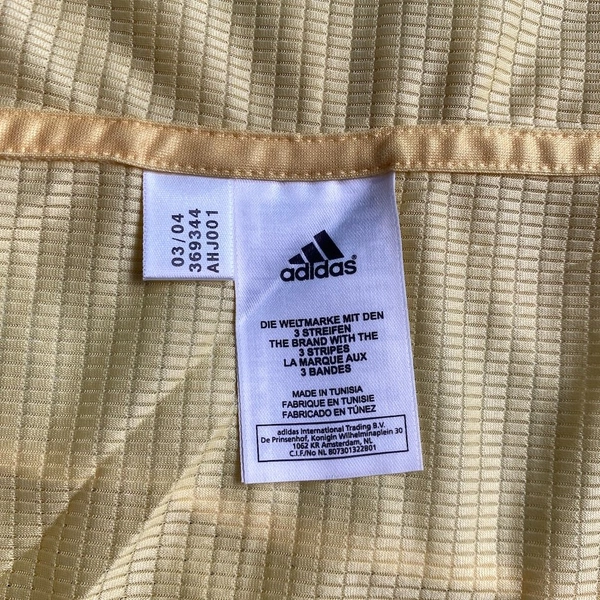 03/04
369344
AHJ001
adidas
DIE WELTMARKE MIT DEN
3 STREIFEN
THE BRAND WITH THE
3 STRIPES
LA MARQUE AUX
3 BANDES
MADE IN TUNISIA
FABRIQUE EN TUNISIE
FABRICADO EN TÚNEZ
adidas International Trading B.V.
De Prinsenhof, Konigin Wilhelminaplein 30
1062 KR Amsterdam, NL
C.I.F/No NL 807301322B01